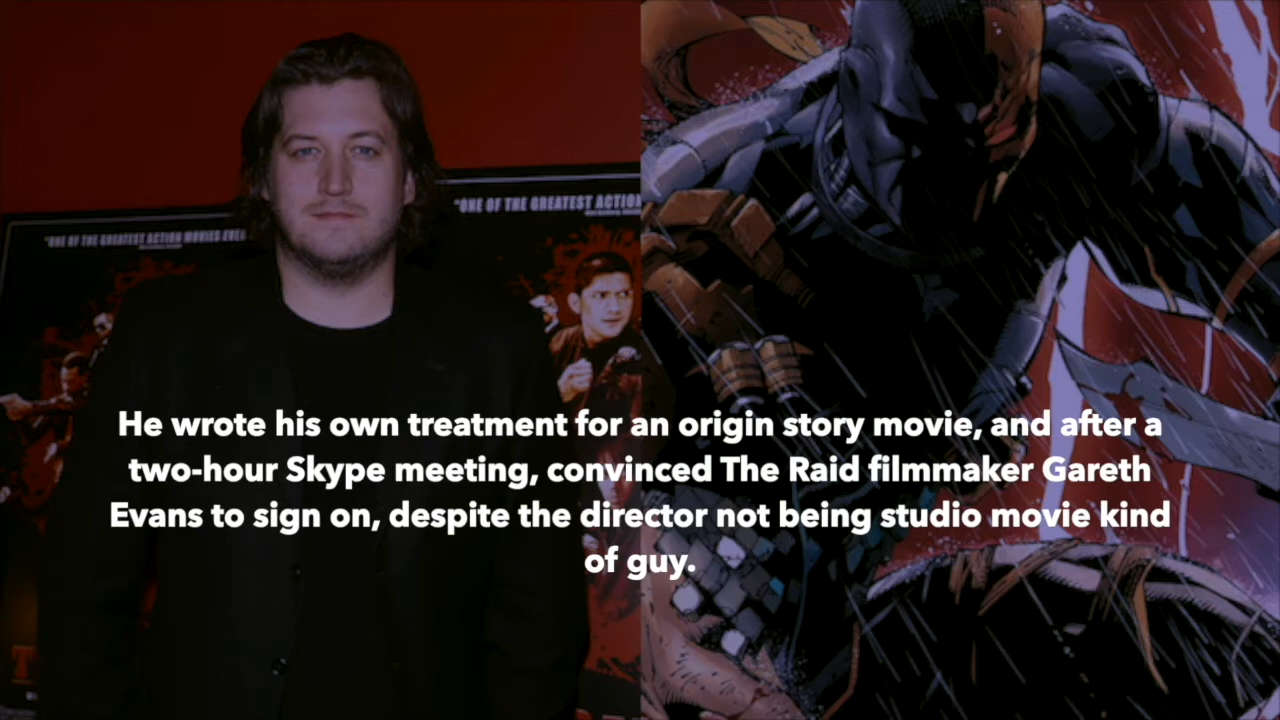 "ONE OF THE GREATEST ACTION
"ONE OF THE GREATEST ACTION MOVIES EVE
He wrote his own treatment for an origin story movie, and after a
two-hour Skype meeting, convinced The Raid filmmaker Gareth
Evans to sign on, despite the director not being studio movie kind
of guy.